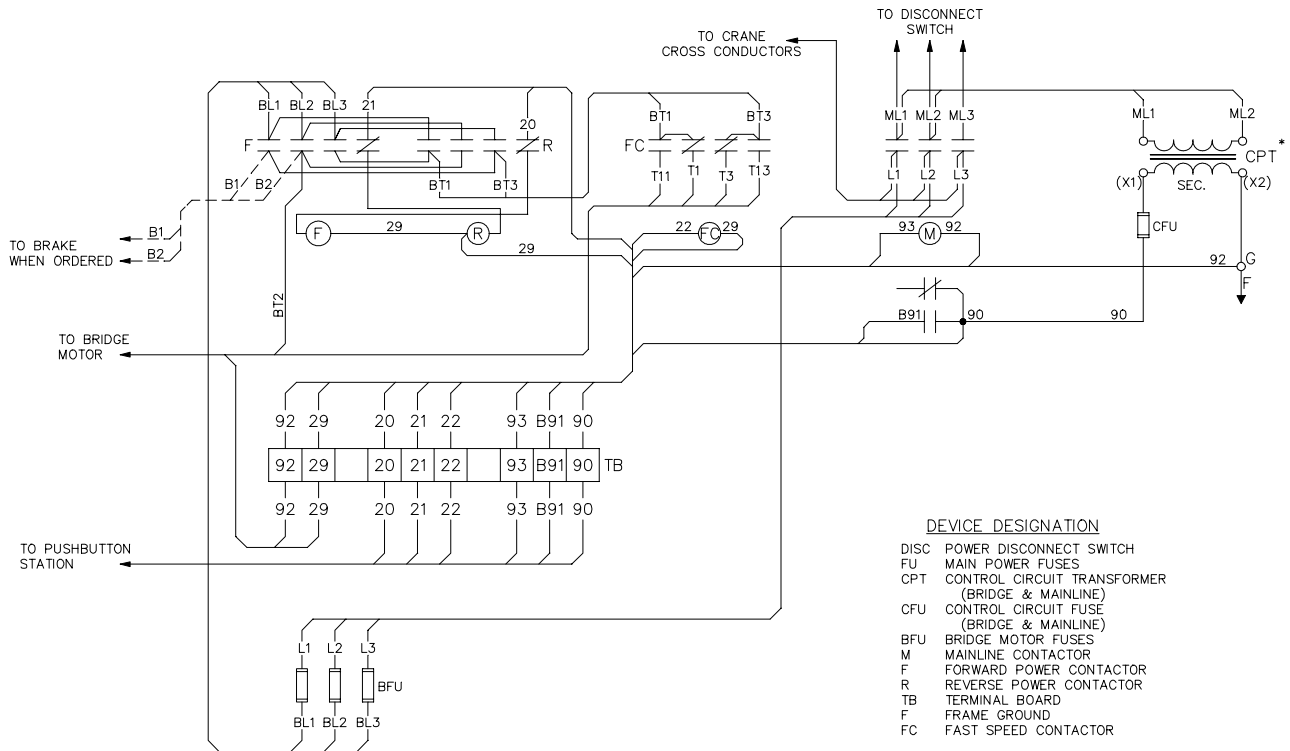 TO DISCONNECT
SWITCH
TO CRANE
CROSS CONDUCTORS
BL1 BL2 BL3 21
20
BT1 BT3
ML1 ML2 ML3
ML1 ML2
F
R
FC
CPT*
B1 B2
BT1 BT3
T11 T1 T3 T13
L1 L2 L3
(X1) SEC. (X2)
CFU
F 29 R
22 FC 29
93 M 92
29
TO BRAKE
WHEN ORDERED
B1
B2
92 G
F
BT2
B91 90 90
TO BRIDGE
MOTOR
92 29 20 21 22 93 B91 90
92 29 20 21 22 93 B91 90 TB
92 29 20 21 22 93 B91 90
TO PUSHBUTTON
STATION
L1 L2 L3
BFU
BL1 BL2 BL3
DEVICE DESIGNATION
DISC POWER DISCONNECT SWITCH
FU MAIN POWER FUSES
CPT CONTROL CIRCUIT TRANSFORMER
(BRIDGE & MAINLINE)
CFU CONTROL CIRCUIT FUSE
(BRIDGE & MAINLINE)
BFU BRIDGE MOTOR FUSES
M MAINLINE CONTACTOR
F FORWARD POWER CONTACTOR
R REVERSE POWER CONTACTOR
TB TERMINAL BOARD
F FRAME GROUND
FC FAST SPEED CONTACTOR